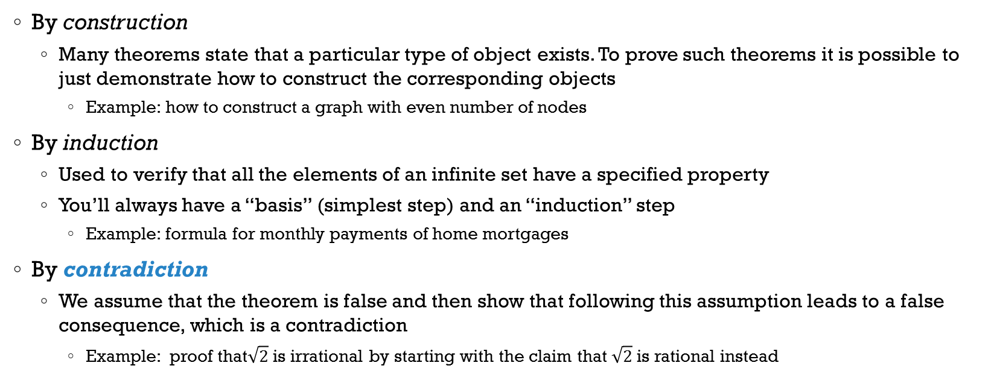 ◦ By construction
◦ Many theorems state that a particular type of object exists. To prove such theorems it is possible to
just demonstrate how to construct the corresponding objects
◦ Example: how to construct a graph with even number of nodes
◦ By induction
◦ Used to verify that all the elements of an infinite set have a specified property
◦ You’ll always have a “basis” (simplest step) and an “induction” step
◦ Example: formula for monthly payments of home mortgages
◦ By contradiction
◦ We assume that the theorem is false and then show that following this assumption leads to a false
consequence, which is a contradiction
◦ Example: proof that√2 is irrational by starting with the claim that √2 is rational instead